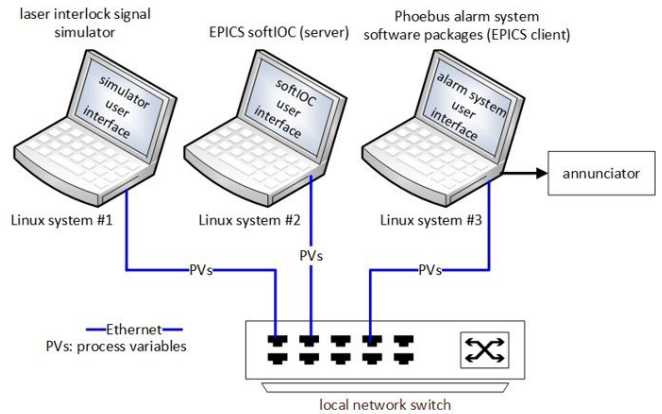 laser interlock signal
simulator
EPICS softIOC (server)
Phoebus alarm system
software packages (EPICS client)
simulator
user
interface
softIOC
user
interface
alarm system
user
interface
annunciator
Linux system #1
Linux system #2
Linux system #3
PVs
PVs
PVs
Ethernet
PVs: process variables
local network switch